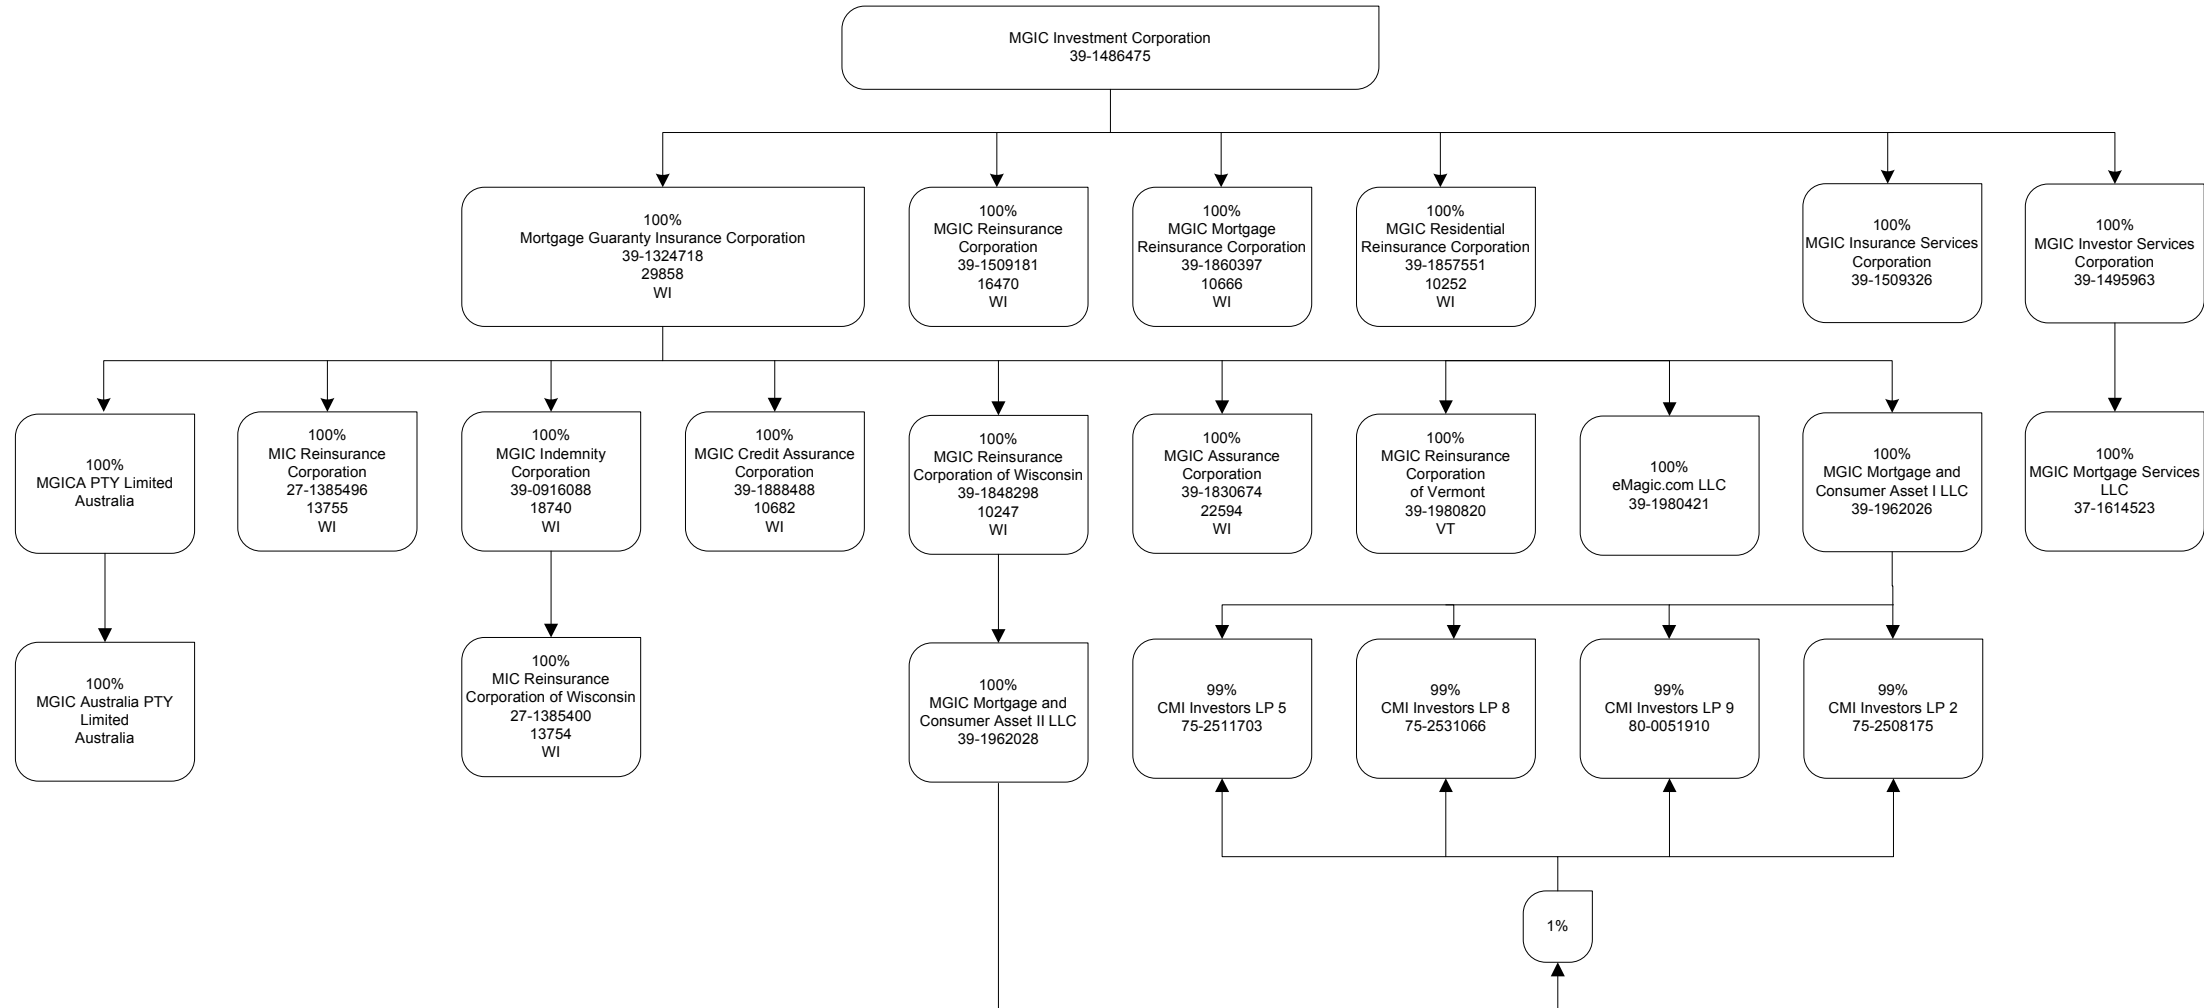 MGIC Investment Corporation
39-1486475
100%
Mortgage Guaranty Insurance Corporation
39-1324718
29858
WI
100%
MGIC Reinsurance
Corporation
39-1509181
16470
WI
100%
MGIC Mortgage
Reinsurance Corporation
39-1860397
10666
WI
100%
MGIC Residential
Reinsurance Corporation
39-1857551
10252
WI
100%
MGIC Insurance Services
Corporation
39-1509326
100%
MGIC Investor Services
Corporation
39-1495963
100%
MGICA PTY Limited
Australia
100%
MIC Reinsurance
Corporation
27-1385496
13755
WI
100%
MGIC Indemnity
Corporation
39-0916088
18740
WI
100%
MGIC Credit Assurance
Corporation
39-1888488
10682
WI
100%
MGIC Reinsurance
Corporation of Wisconsin
39-1848298
10247
WI
100%
MGIC Assurance
Corporation
39-1830674
22594
WI
100%
MGIC Reinsurance
Corporation
of Vermont
39-1980820
VT
100%
eMagic.com LLC
39-1980421
100%
MGIC Mortgage and
Consumer Asset I LLC
39-1962026
100%
MGIC Mortgage Services
LLC
37-1614523
100%
MGIC Australia PTY
Limited
Australia
100%
MIC Reinsurance
Corporation of Wisconsin
27-1385400
13754
WI
100%
MGIC Mortgage and
Consumer Asset II LLC
39-1962028
99%
CMI Investors LP 5
75-2511703
99%
CMI Investors LP 8
75-2531066
99%
CMI Investors LP 9
80-0051910
99%
CMI Investors LP 2
75-2508175
1%